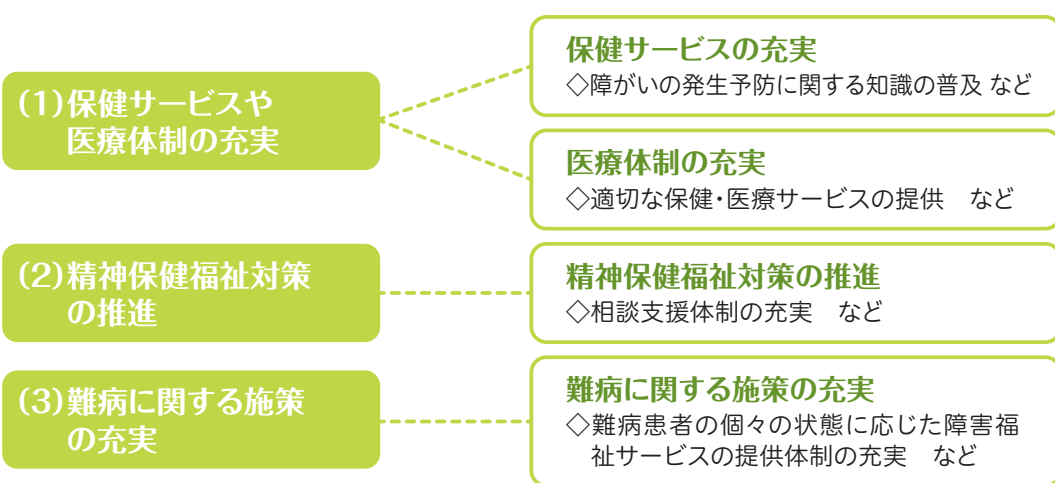 (1)保健サービスや
医療体制の充実
保健サービスの充実
◇障がいの発生予防に関する知識の普及 など
医療体制の充実
◇適切な保健・医療サービスの提供　など
(2)精神保健福祉対策
の推進
精神保健福祉対策の推進
◇相談支援体制の充実　など
(3)難病に関する施策
の充実
難病に関する施策の充実
◇難病患者の個々の状態に応じた障害福
祉サービスの提供体制の充実　など